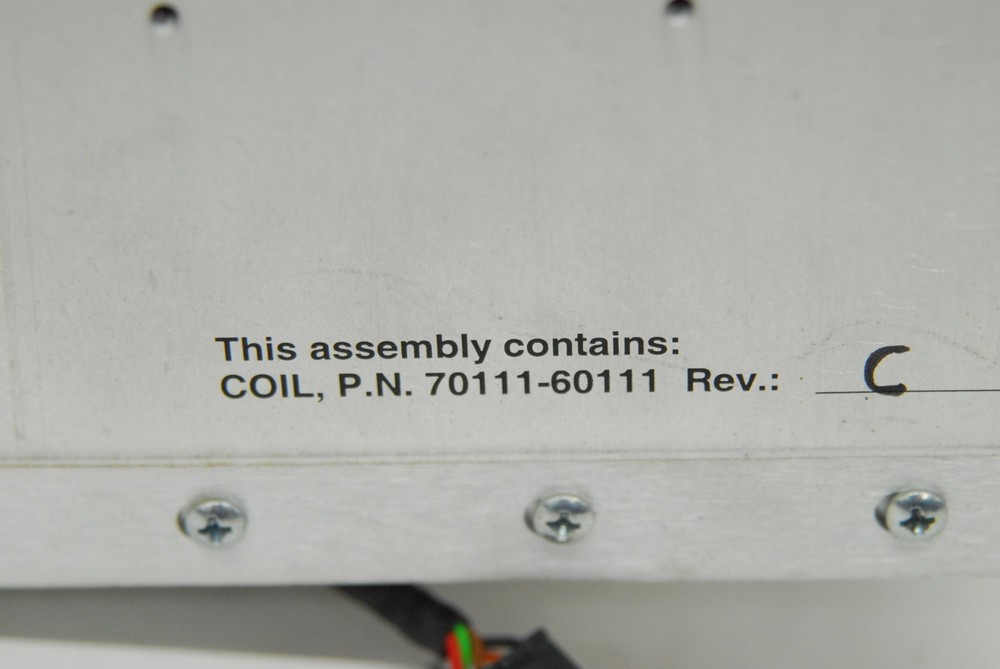 This assembly contains:
COIL, P.N. 70111-60111 Rev.: C